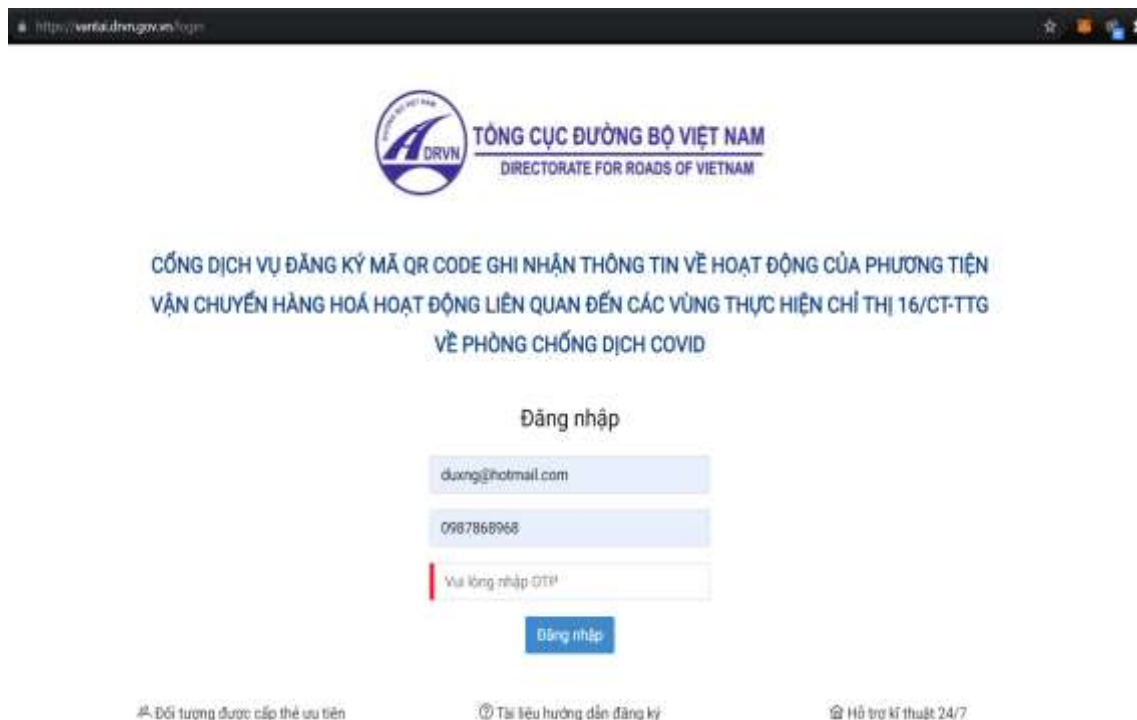 https://vantai.drvn.gov.vn/login
ĐƯỜNG BỘ VIỆT NAM
DRVN
TỔNG CỤC ĐƯỜNG BỘ VIỆT NAM
DIRECTORATE FOR ROADS OF VIETNAM
CỔNG DỊCH VỤ ĐĂNG KÝ MÃ QR CODE GHI NHẬN THÔNG TIN VỀ HOẠT ĐỘNG CỦA PHƯƠNG TIỆN
VẬN CHUYỂN HÀNG HOÁ HOẠT ĐỘNG LIÊN QUAN ĐẾN CÁC VÙNG THỰC HIỆN CHỈ THỊ 16/CT-TTG
VỀ PHÒNG CHỐNG DỊCH COVID
Đăng nhập
duxng@hotmail.com
0987868968
Vui lòng nhập OTP
Đăng nhập
Đối tượng được cấp thẻ ưu tiên
Tài liệu hướng dẫn đăng ký
Hỗ trợ kĩ thuật 24/7